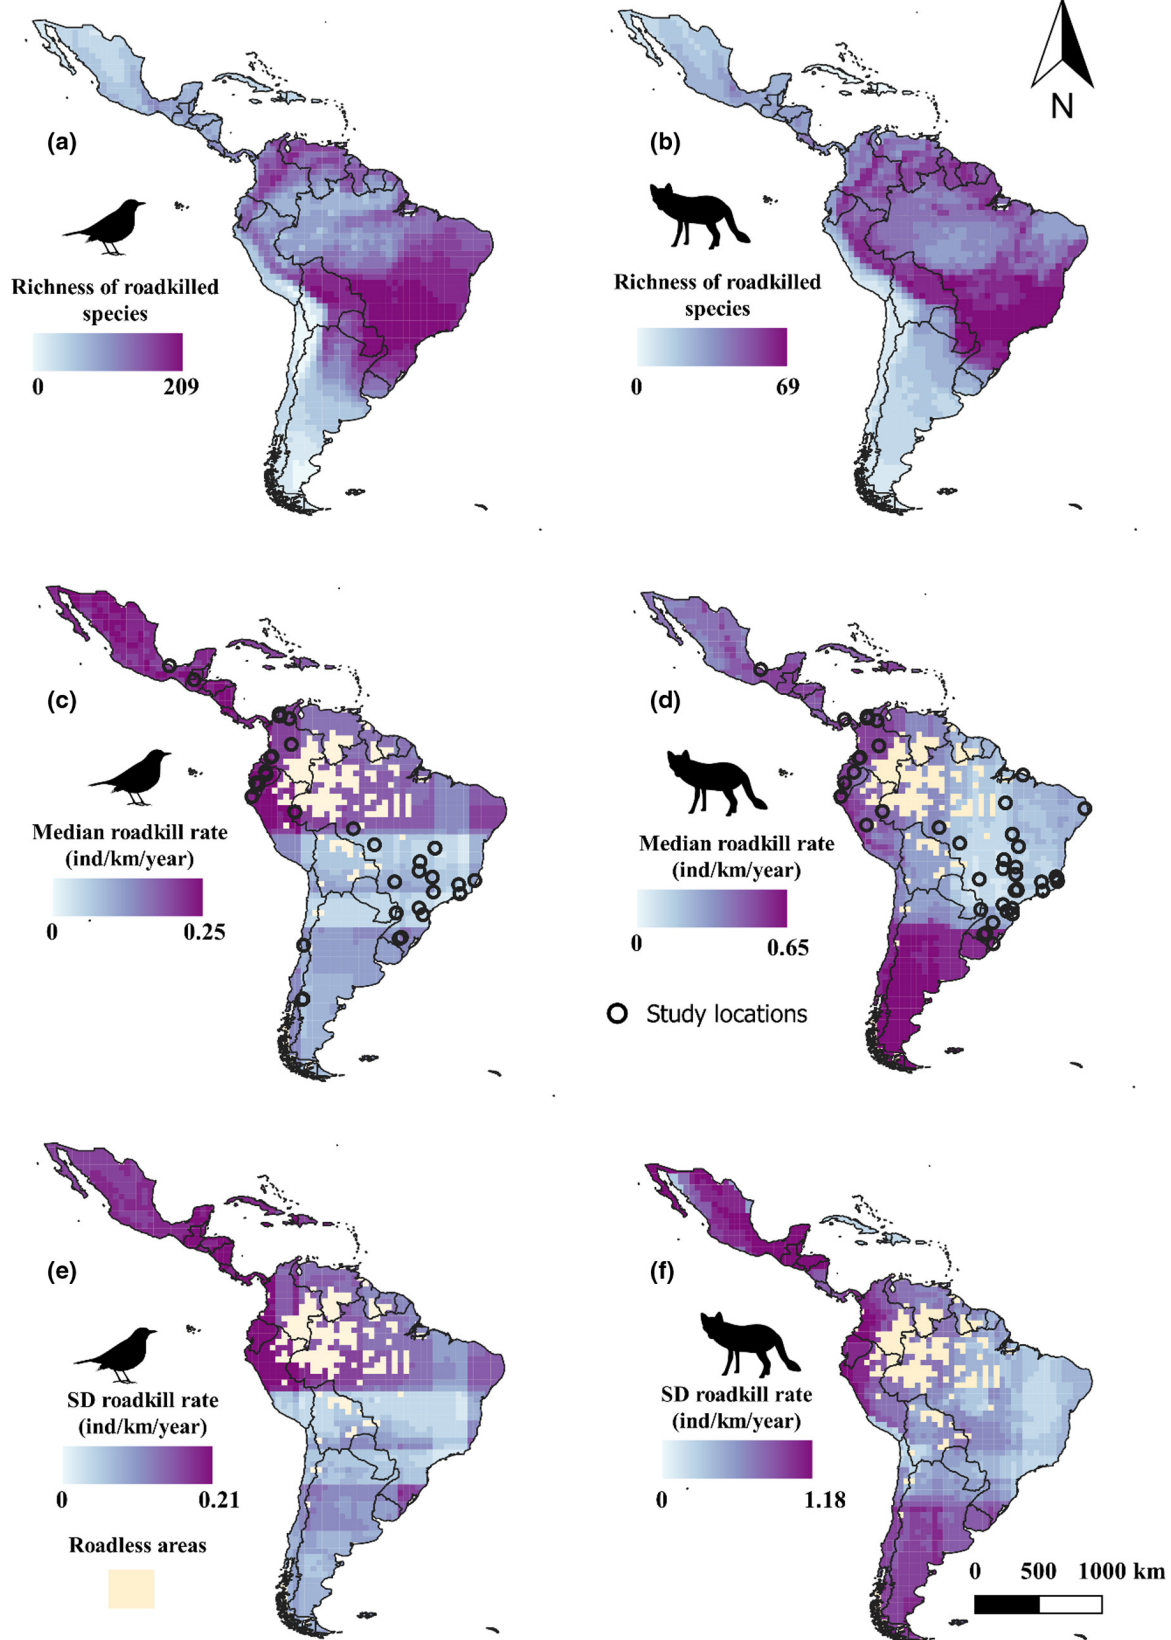 N
(a)
(b)
Richness of roadkilled
species
0 209
Richness of roadkilled
species
0 69
(c)
(d)
Median roadkill rate
(ind/km/year)
0 0.25
Median roadkill rate
(ind/km/year)
0 0.65
Study locations
(e)
(f)
SD roadkill rate
(ind/km/year)
0 0.21
Roadless areas
SD roadkill rate
(ind/km/year)
0 1.18
0 500 1000 km